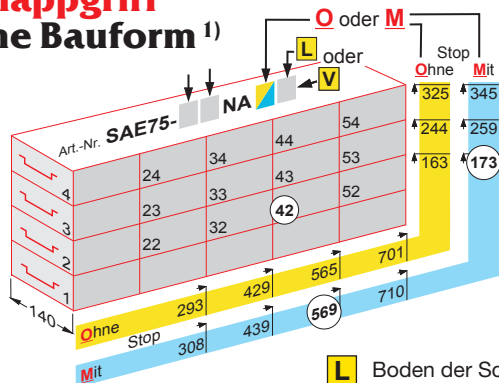 ne Bauform 1)
O oder M
L oder
V
Stop
Ohne Mit
Art.-Nr. SAE75- NA
325 345
244 259
163 173
54
44
34
24
53
43
33
23
52
42
32
22
4
3
2
1
140
Ohne 293 429 565 701
Stop
Mit 308 439 569 710
L Boden der Sc